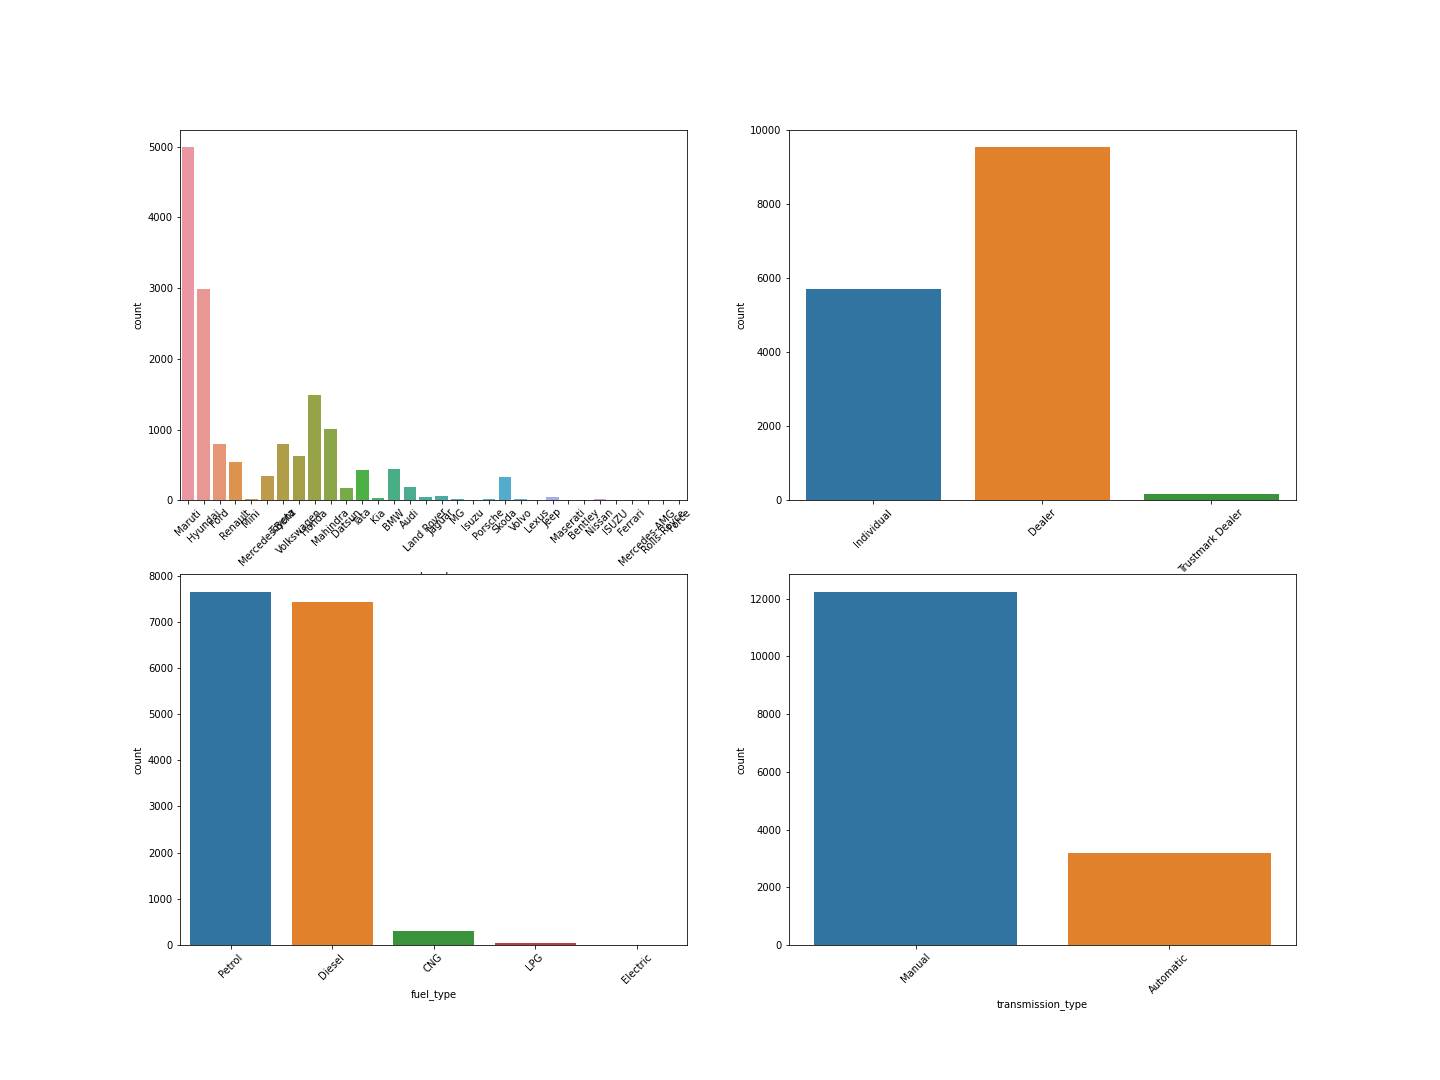 5000
4000
3000
2000
1000
0
count
Maruti
Hyundai
Ford
Renault
Mini
Mercedes-Benz
Toyota
Volkswagen
Honda
Mahindra
Datsun
Tata
Kia
BMW
Audi
Land Rover
Jaguar
MG
Isuzu
Porsche
Skoda
Volvo
Lexus
Jeep
Maserati
Bentley
Nissan
ISUZU
Ferrari
Mercedes-AMG
Rolls-Royce
Force
10000
8000
6000
4000
2000
0
count
Individual
Dealer
Trustmark Dealer
8000
7000
6000
5000
4000
3000
2000
1000
0
count
Petrol
Diesel
CNG
LPG
Electric
fuel_type
12000
10000
8000
6000
4000
2000
0
count
Manual
Automatic
transmission_type